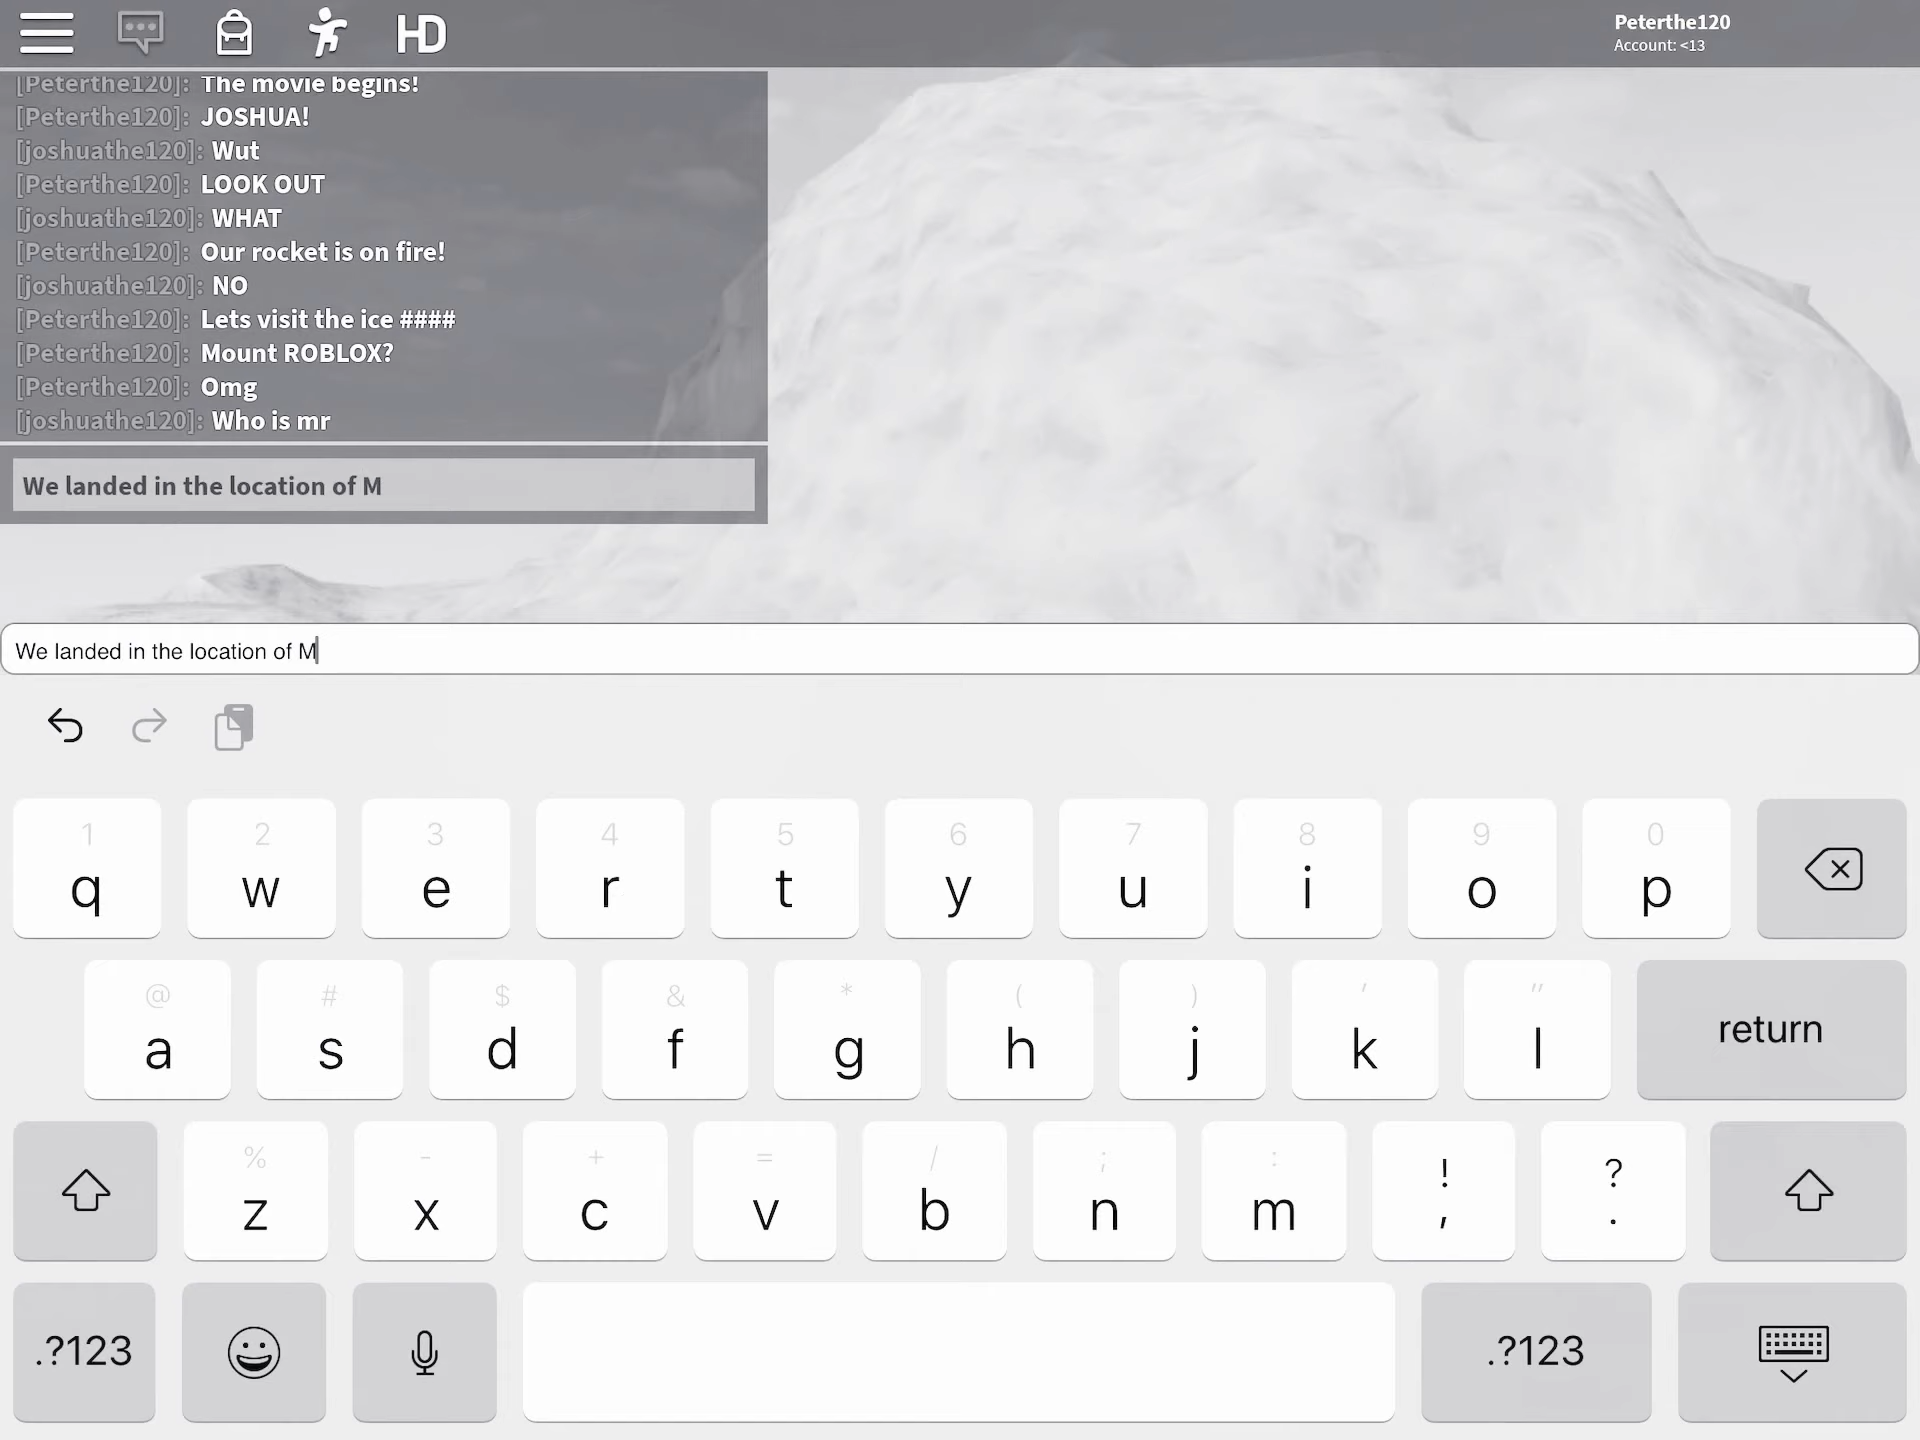 HD
Peterthe120
Account: <13
[Peterthe120]: The movie begins!
[Peterthe120]: JOSHUA!
[joshuathe120]: Wut
[Peterthe120]: LOOK OUT
[joshuathe120]: WHAT
[Peterthe120]: Our rocket is on fire!
[joshuathe120]: NO
[Peterthe120]: Lets visit the ice ####
[Peterthe120]: Mount ROBLOX?
[Peterthe120]: Omg
[joshuathe120]: Who is mr
We landed in the location of M
We landed in the location of M
1 2 3 4 5 6 7 8 9 0
q w e r t y u i o p
@ # $ & * ( ) ' "
a s d f g h j k l return
% - + = / ; : ! ?
z x c v b n m , .
.?123 .?123